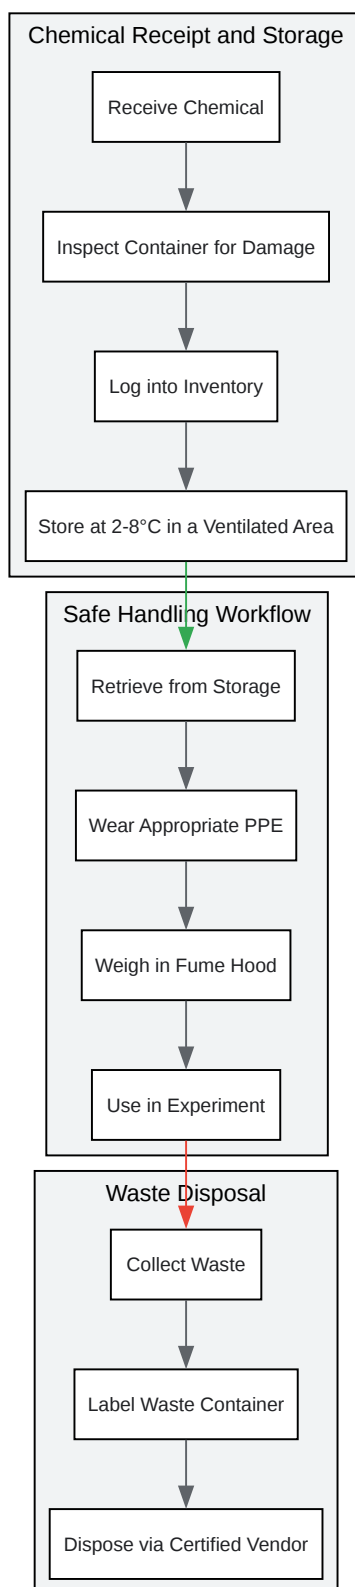 Chemical Receipt and Storage
Receive Chemical
Inspect Container for Damage
Log into Inventory
Store at 2-8°C in a Ventilated Area
Safe Handling Workflow
Retrieve from Storage
Wear Appropriate PPE
Weigh in Fume Hood
Use in Experiment
Waste Disposal
Collect Waste
Label Waste Container
Dispose via Certified Vendor